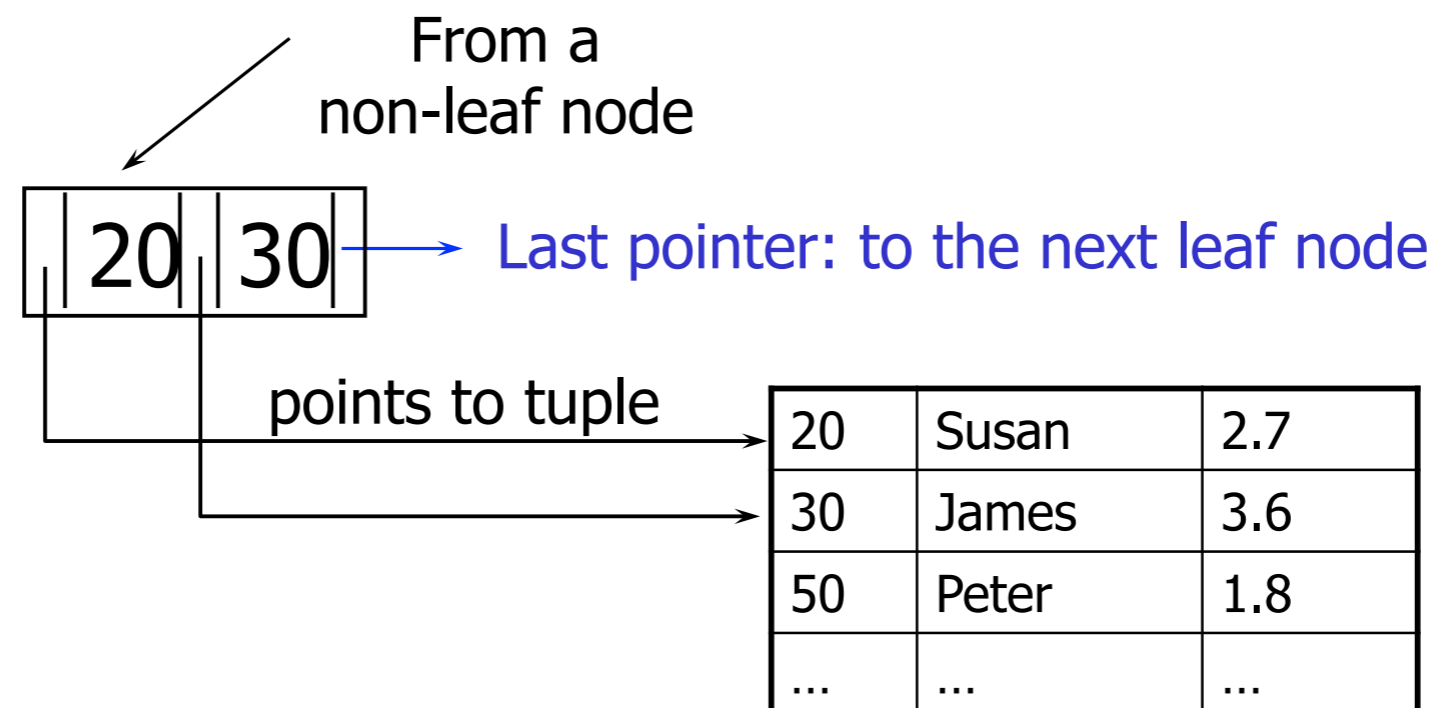 From a
non-leaf node
20 30
Last pointer: to the next leaf node
points to tuple
20 Susan 2.7
30 James 3.6
50 Peter 1.8
... ... ...